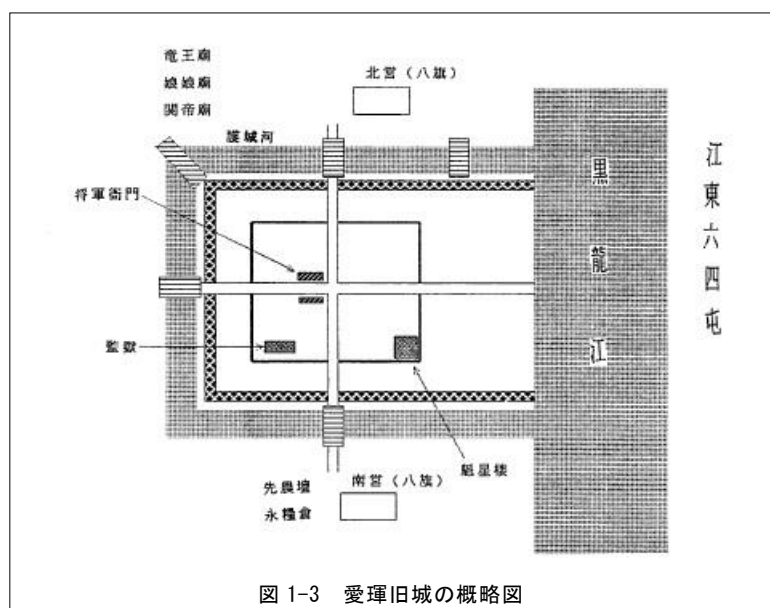 竜王廟
娘娘廟
関帝廟
北営（八旗）
護城河
将軍衙門
監獄
魁星楼
先農壇
永糧倉
南営（八旗）
黒龍江
江東六四屯
図 1-3　愛琿旧城の概略図